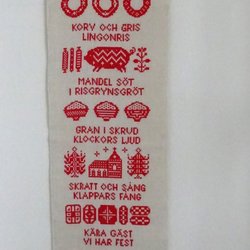 KORV OCH GRIS
LINGONRIS
MANDEL SÖT
I RISGRYNSGRÖT
GRAN I SKRUD
KLOCKORS LJUD
SKRATT OCH SÅNG
KLAPPARS FÅNG
KÄRA GÄST
VI HAR FEST